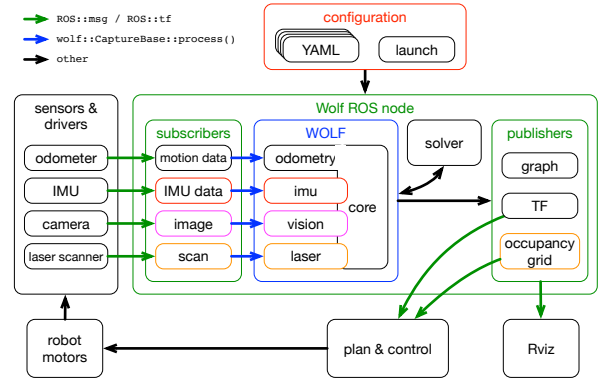 ROS::msg / ROS::tf
wolf::CaptureBase::process()
other
configuration
YAML
launch
sensors &
drivers
odometer
IMU
camera
laser scanner
Wolf ROS node
subscribers
motion data
IMU data
image
scan
WOLF
odometry
imu
vision
laser
core
solver
publishers
graph
TF
occupancy
grid
robot
motors
plan & control
Rviz